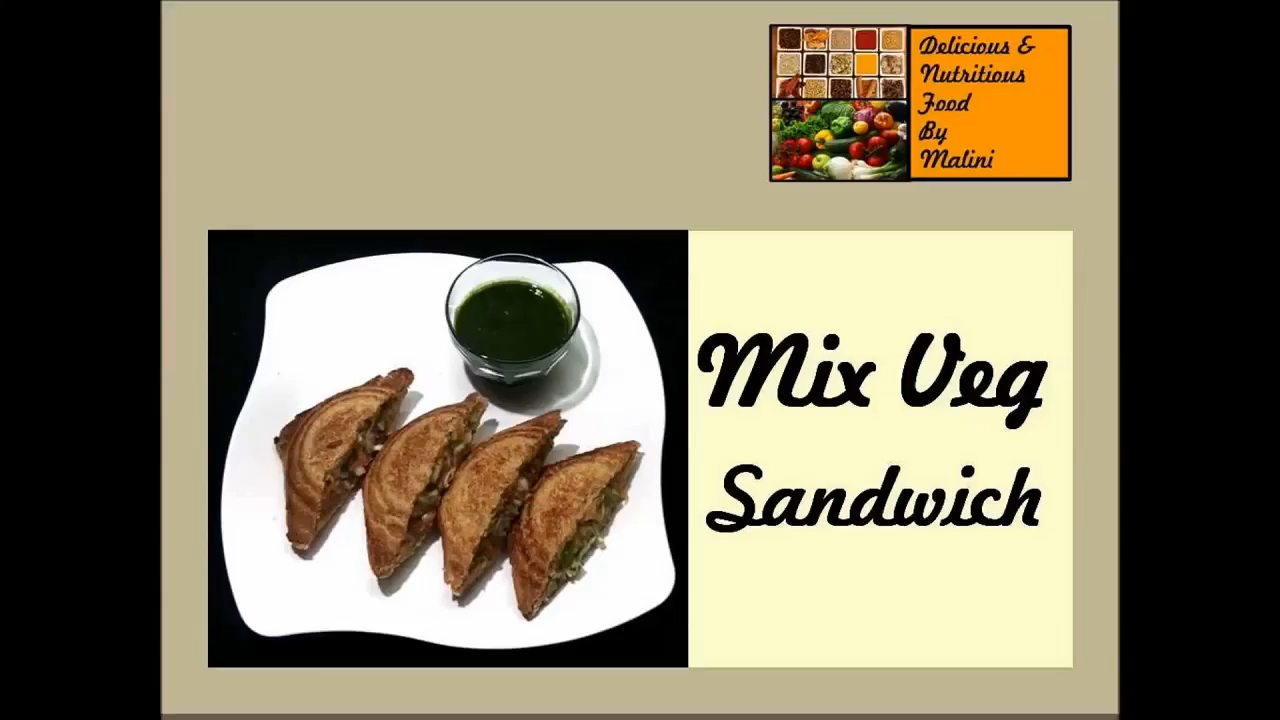 Delicious &
Nutritious
Food
By
Malini
Mix Veg
Sandwich